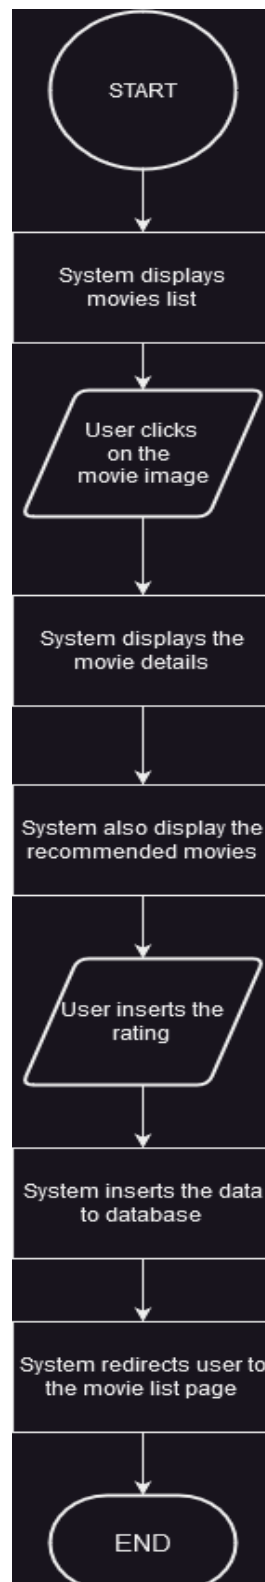 START
System displays
movies list
User clicks
on the
movie image
System displays the
movie details
System also display the
recommended movies
User inserts the
rating
System inserts the data
to database
System redirects user to
the movie list page
END